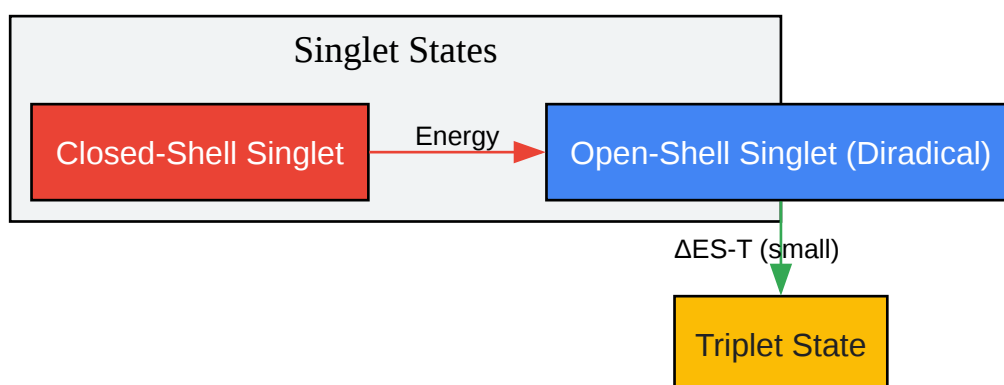 Singlet States
Closed-Shell Singlet
Energy
Open-Shell Singlet (Diradical)
ΔES-T (small)
Triplet State